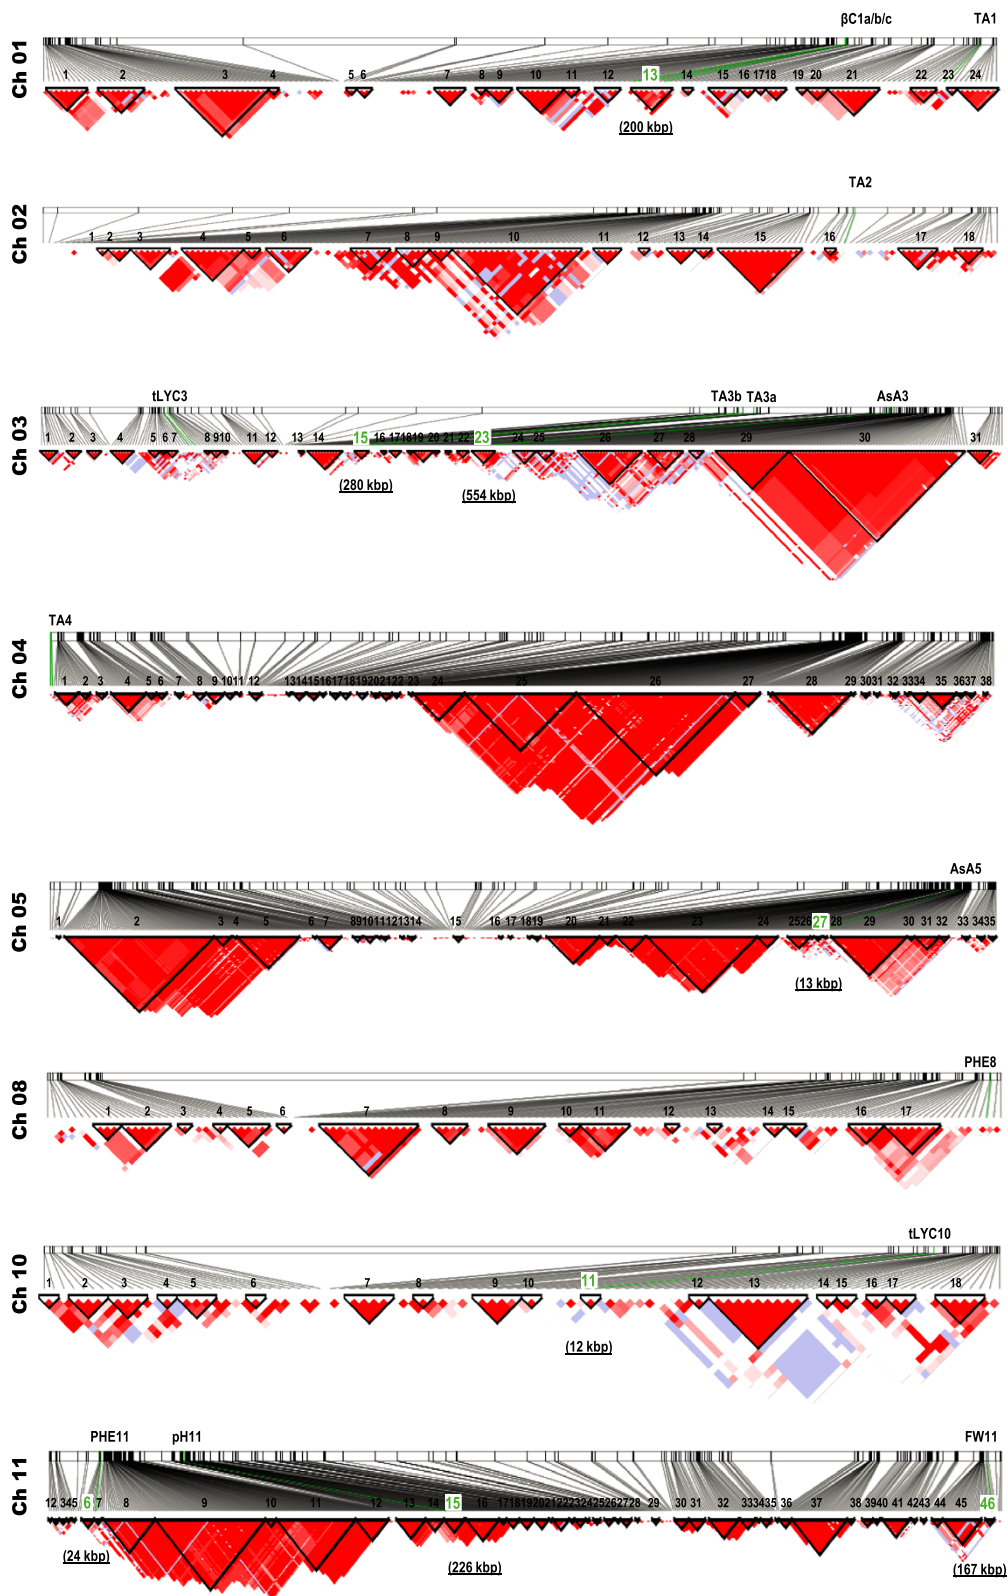 βC1a/b/c TA1
Ch 01
1 2 3 4 5 6 7 8 9 10 11 12 13 14 15 16 17 18 19 20 21 22 23 24
(200 kbp)
TA2
Ch 02
1 2 3 4 5 6 7 8 9 10 11 12 13 14 15 16 17 18
tLYC3 TA3b TA3a AsA3
Ch 03
1 2 3 4 5 6 7 8 9 10 11 12 13 14 15 16 17 18 19 20 21 22 23 24 25 26 27 28 29 30 31
(280 kbp) (554 kbp)
TA4
Ch 04
1 2 3 4 5 6 7 8 9 10 11 12 13 14 15 16 17 18 19 20 21 22 23 24 25 26 27 28 29 30 31 32 33 34 35 36 37 38
AsA5
Ch 05
1 2 3 4 5 6 7 8 9 10 11 12 13 14 15 16 17 18 19 20 21 22 23 24 25 26 27 28 29 30 31 32 33 34 35
(13 kbp)
PHE8
Ch 08
1 2 3 4 5 6 7 8 9 10 11 12 13 14 15 16 17
tLYC10
Ch 10
1 2 3 4 5 6 7 8 9 10 11 12 13 14 15 16 17 18
(12 kbp)
PHE11 pH11 FW11
Ch 11
1 2 3 4 5 6 7 8 9 10 11 12 13 14 15 16 17 18 19 20 21 22 23 24 25 26 27 28 29 30 31 32 33 34 35 36 37 38 39 40 41 42 43 44 45 46
(24 kbp) (226 kbp) (167 kbp)